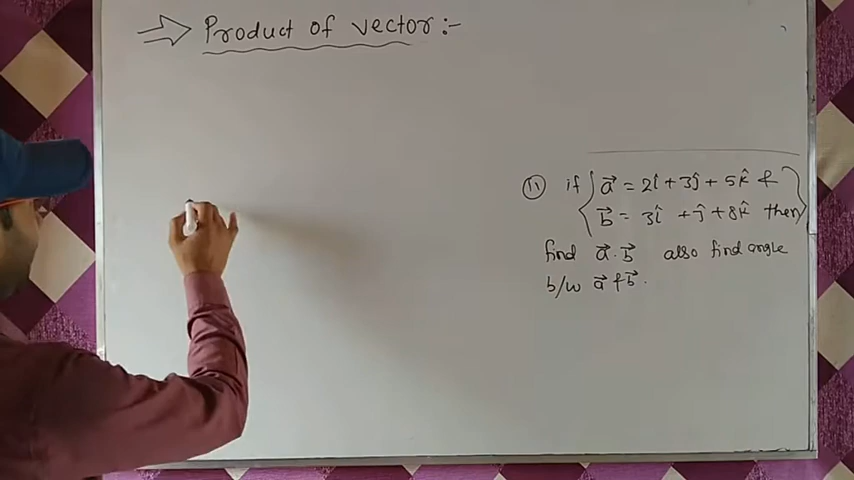 ⇒ Product of vector :-
(11) if { a⃗ = 2î + 3ĵ + 5k̂ &
b⃗ = 3î + ĵ + 8k̂ then }
find a⃗ . b⃗ also find angle
b/w a⃗ & b⃗ .